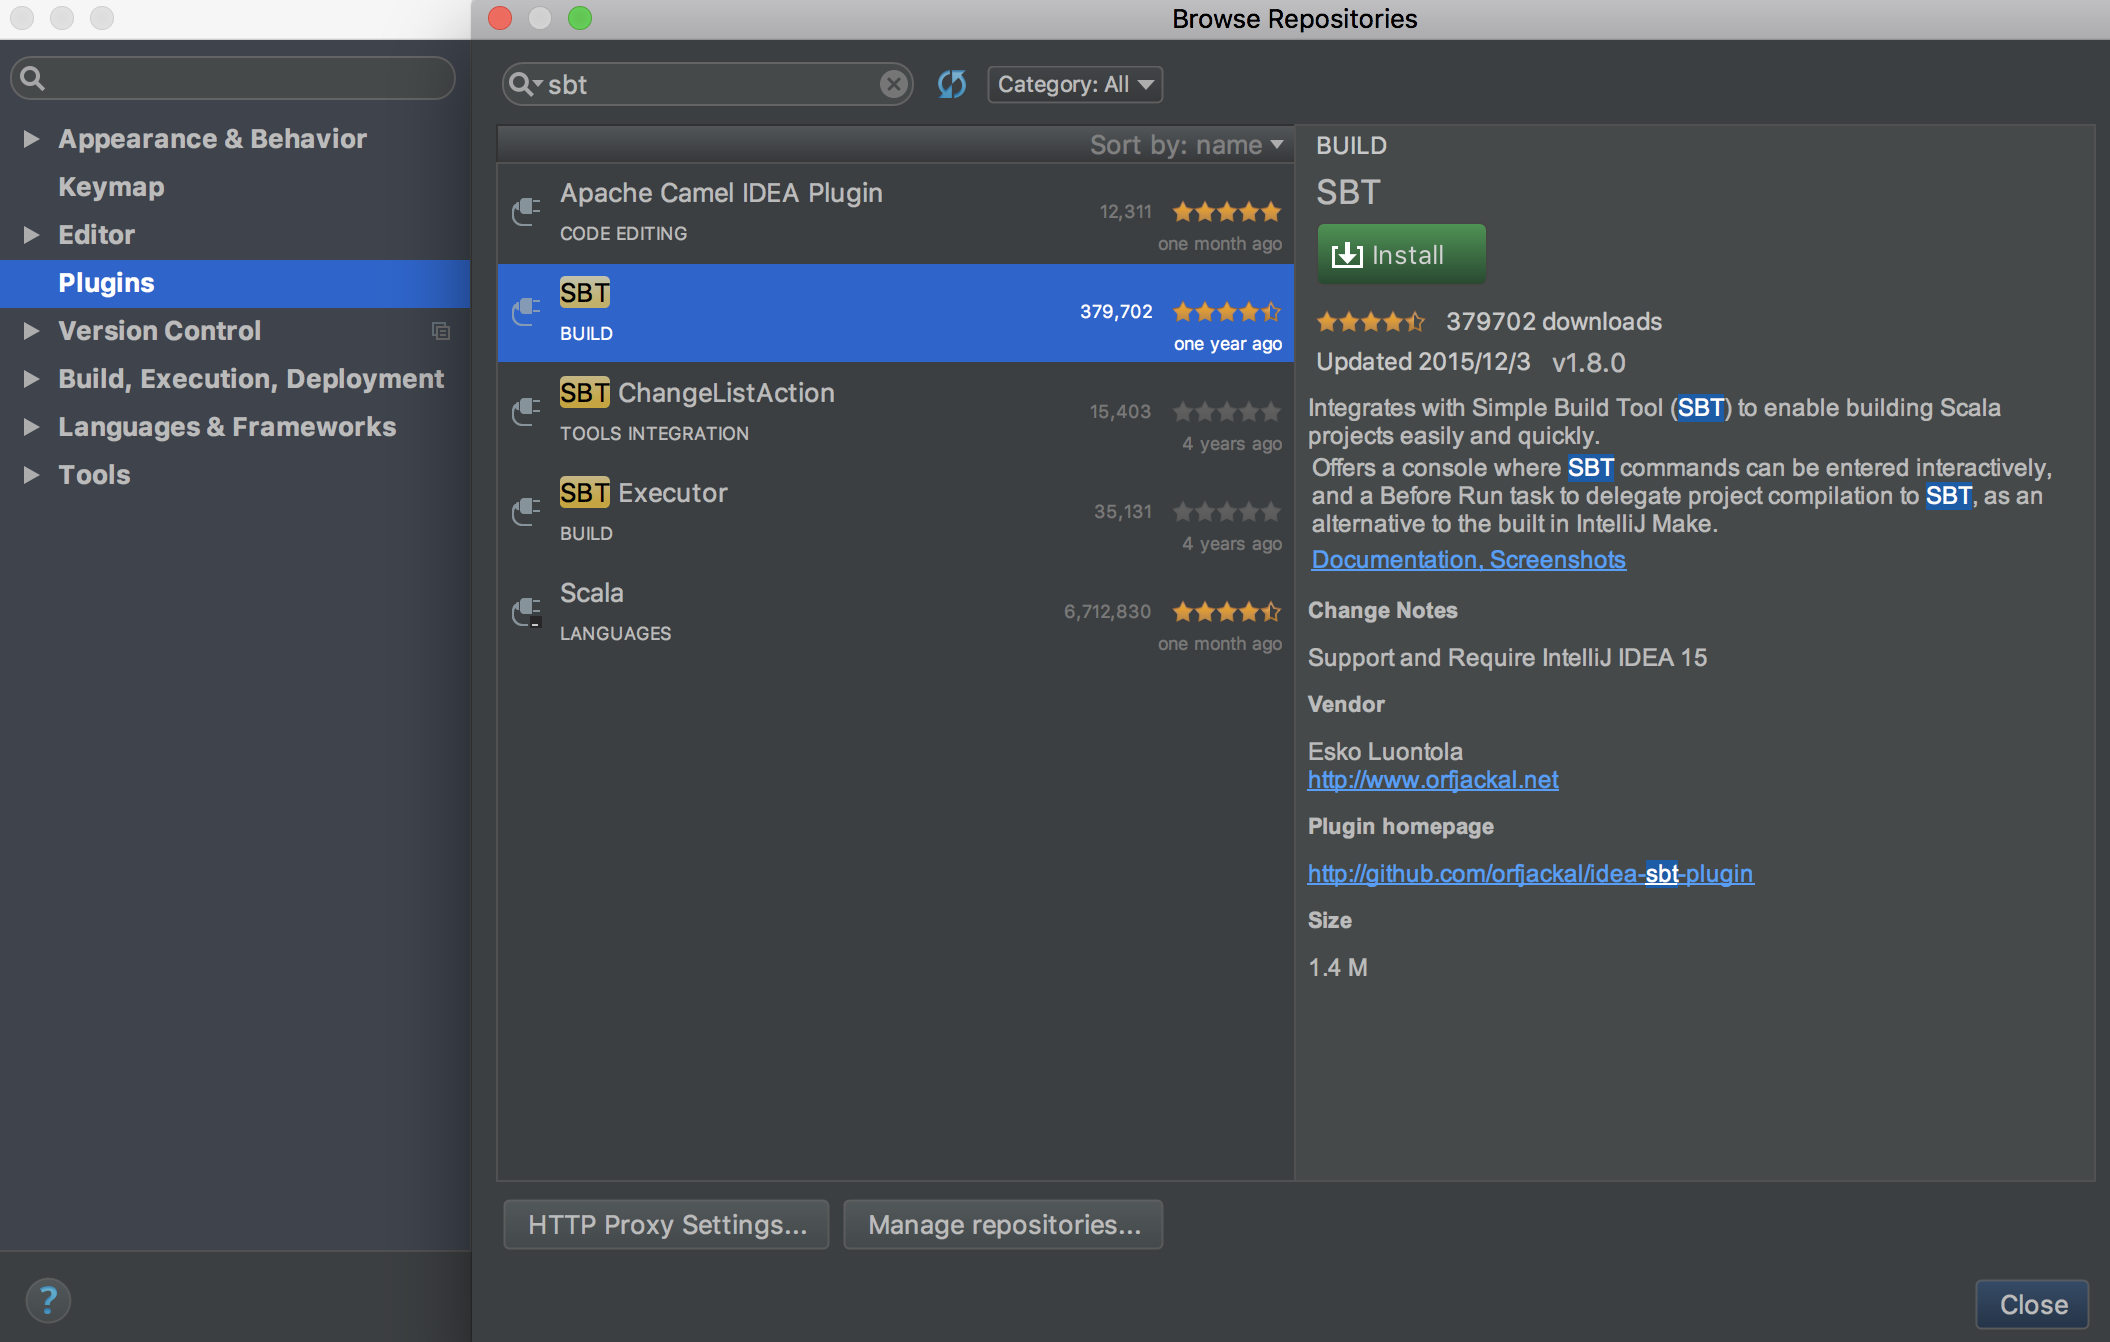 Browse Repositories
Appearance & Behavior
Keymap
Editor
Plugins
Version Control
Build, Execution, Deployment
Languages & Frameworks
Tools
?
sbt
Category: All
Sort by: name
Apache Camel IDEA Plugin
12,311
CODE EDITING
one month ago
SBT
379,702
BUILD
one year ago
SBT ChangeListAction
15,403
TOOLS INTEGRATION
4 years ago
SBT Executor
35,131
BUILD
4 years ago
Scala
6,712,830
LANGUAGES
one month ago
BUILD
SBT
Install
379702 downloads
Updated 2015/12/3 v1.8.0
Integrates with Simple Build Tool (SBT) to enable building Scala
projects easily and quickly.
Offers a console where SBT commands can be entered interactively,
and a Before Run task to delegate project compilation to SBT, as an
alternative to the built in IntelliJ Make.
Documentation, Screenshots
Change Notes
Support and Require IntelliJ IDEA 15
Vendor
Esko Luontola
http://www.orfjackal.net
Plugin homepage
http://github.com/orfjackal/idea-sbt-plugin
Size
1.4 M
HTTP Proxy Settings...
Manage repositories...
Close